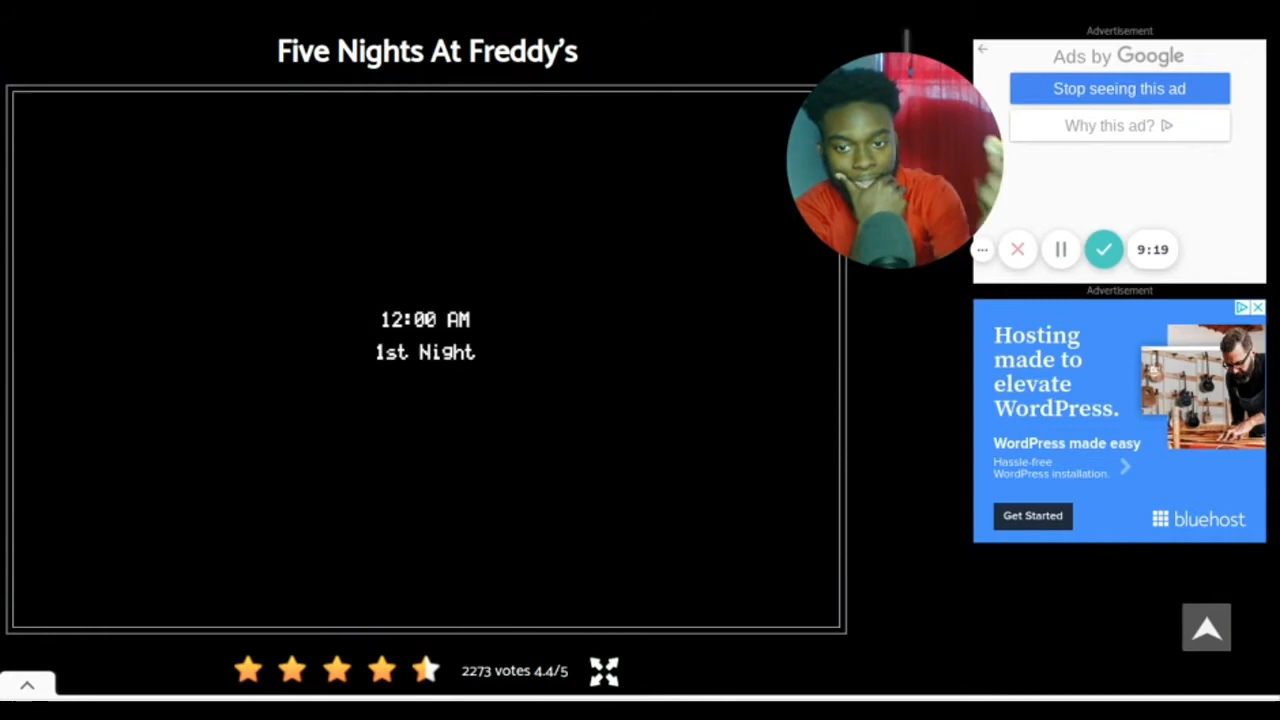 Five Nights At Freddy's
12:00 AM
1st Night
2273 votes 4.4/5
Advertisement
Ads by Google
Stop seeing this ad
Why this ad?
9:19
Advertisement
Hosting
made to
elevate
WordPress.
WordPress made easy
Hassle-free
WordPress installation.
Get Started
bluehost